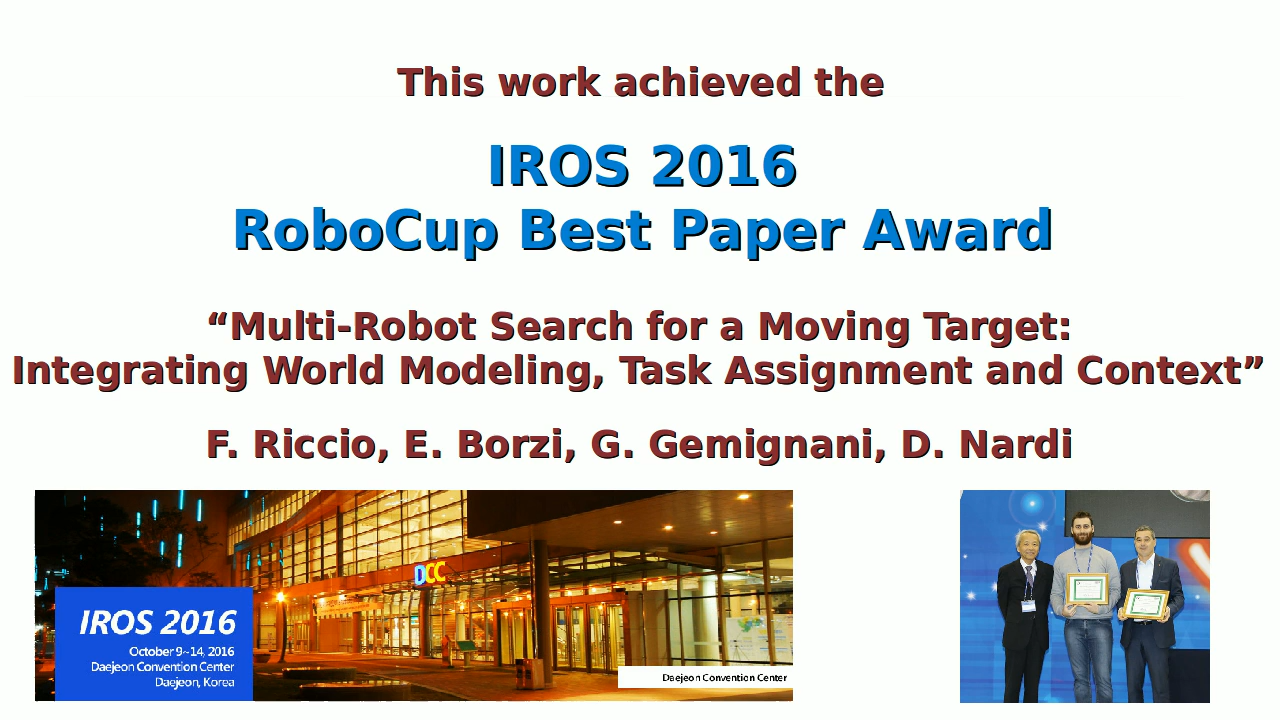 This work achieved the
IROS 2016
RoboCup Best Paper Award
“Multi-Robot Search for a Moving Target:
Integrating World Modeling, Task Assignment and Context”
F. Riccio, E. Borzi, G. Gemignani, D. Nardi
DCC
IROS 2016
October 9~14, 2016
Daejeon Convention Center
Daejeon, Korea
Daejeon Convention Center